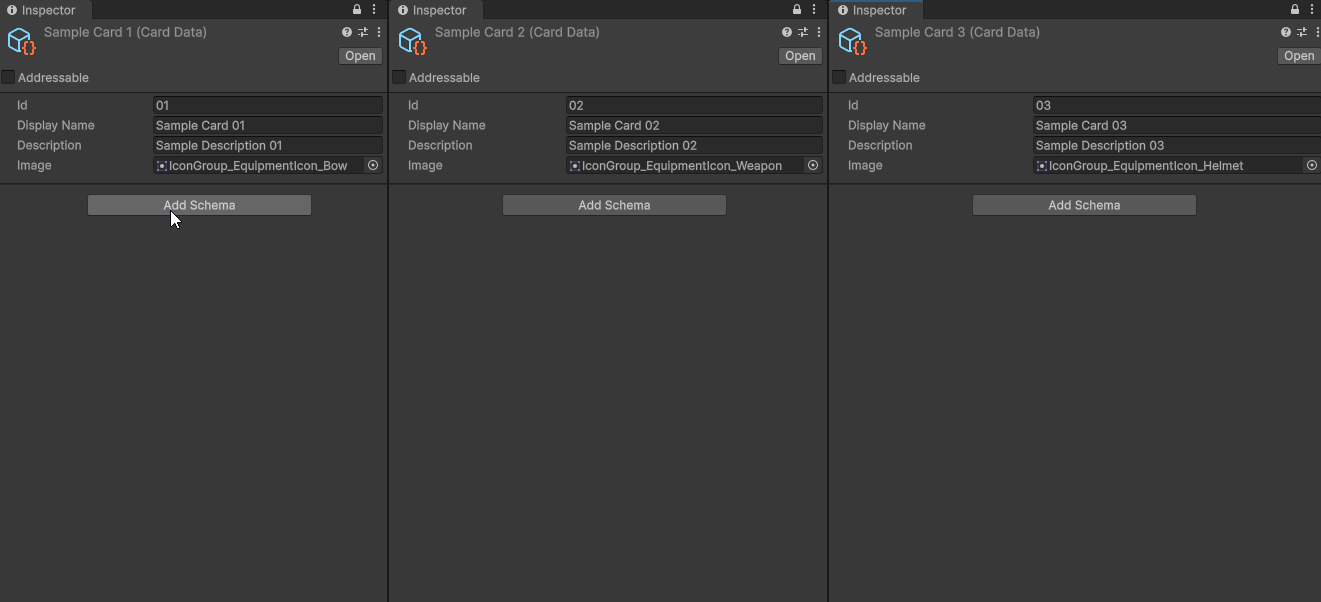 Inspector
Sample Card 1 (Card Data)
Open
Addressable
Id 01
Display Name Sample Card 01
Description Sample Description 01
Image IconGroup_EquipmentIcon_Bow
Add Schema
Inspector
Sample Card 2 (Card Data)
Open
Addressable
Id 02
Display Name Sample Card 02
Description Sample Description 02
Image IconGroup_EquipmentIcon_Weapon
Add Schema
Inspector
Sample Card 3 (Card Data)
Open
Addressable
Id 03
Display Name Sample Card 03
Description Sample Description 03
Image IconGroup_EquipmentIcon_Helmet
Add Schema